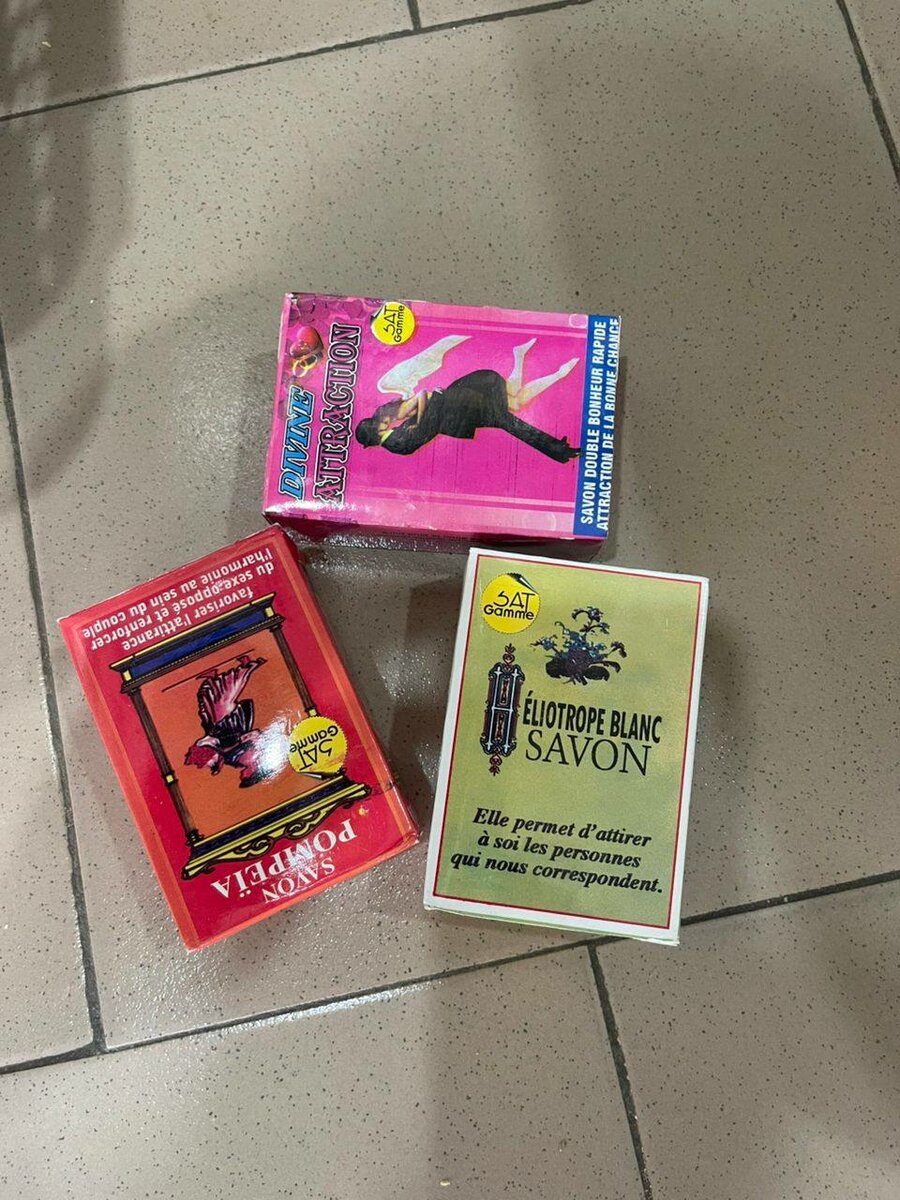 DIVINE
ATTRACTION
SAT
Gamme
SAVON DOUBLE BONHEUR RAPIDE
ATTRACTION DE LA BONNE CHANCE
SAVON
POMPEÏA
SAT
Gamme
favoriser l'attirance
du sexe opposé et renforcer
l'harmonie au sein du couple
SAT
Gamme
HÉLIOTROPE BLANC
SAVON
Elle permet d'attirer
à soi les personnes
qui nous correspondent.